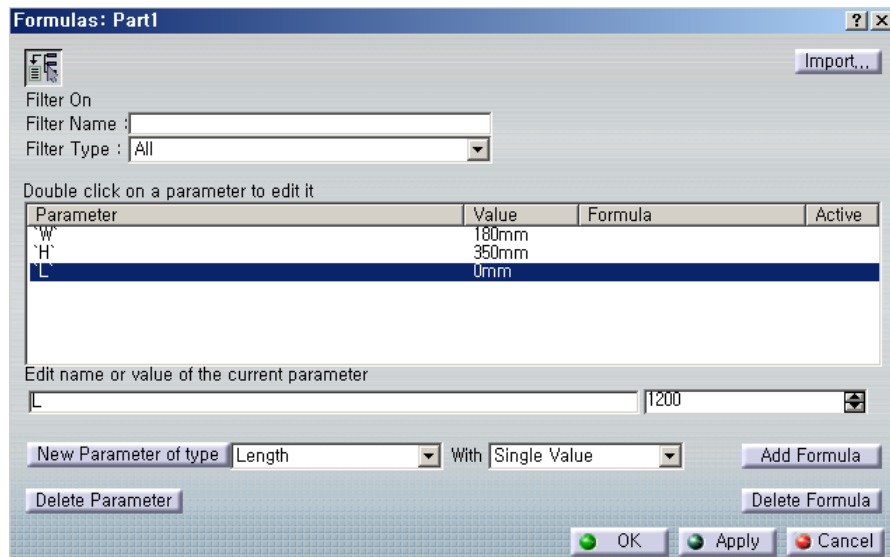 Formulas: Part1
Import...
Filter On
Filter Name :
Filter Type : All
Double click on a parameter to edit it
Parameter Value Formula Active
`W` 180mm
`H` 350mm
`L` 0mm
Edit name or value of the current parameter
L 1200
New Parameter of type Length With Single Value Add Formula
Delete Parameter Delete Formula
OK Apply Cancel